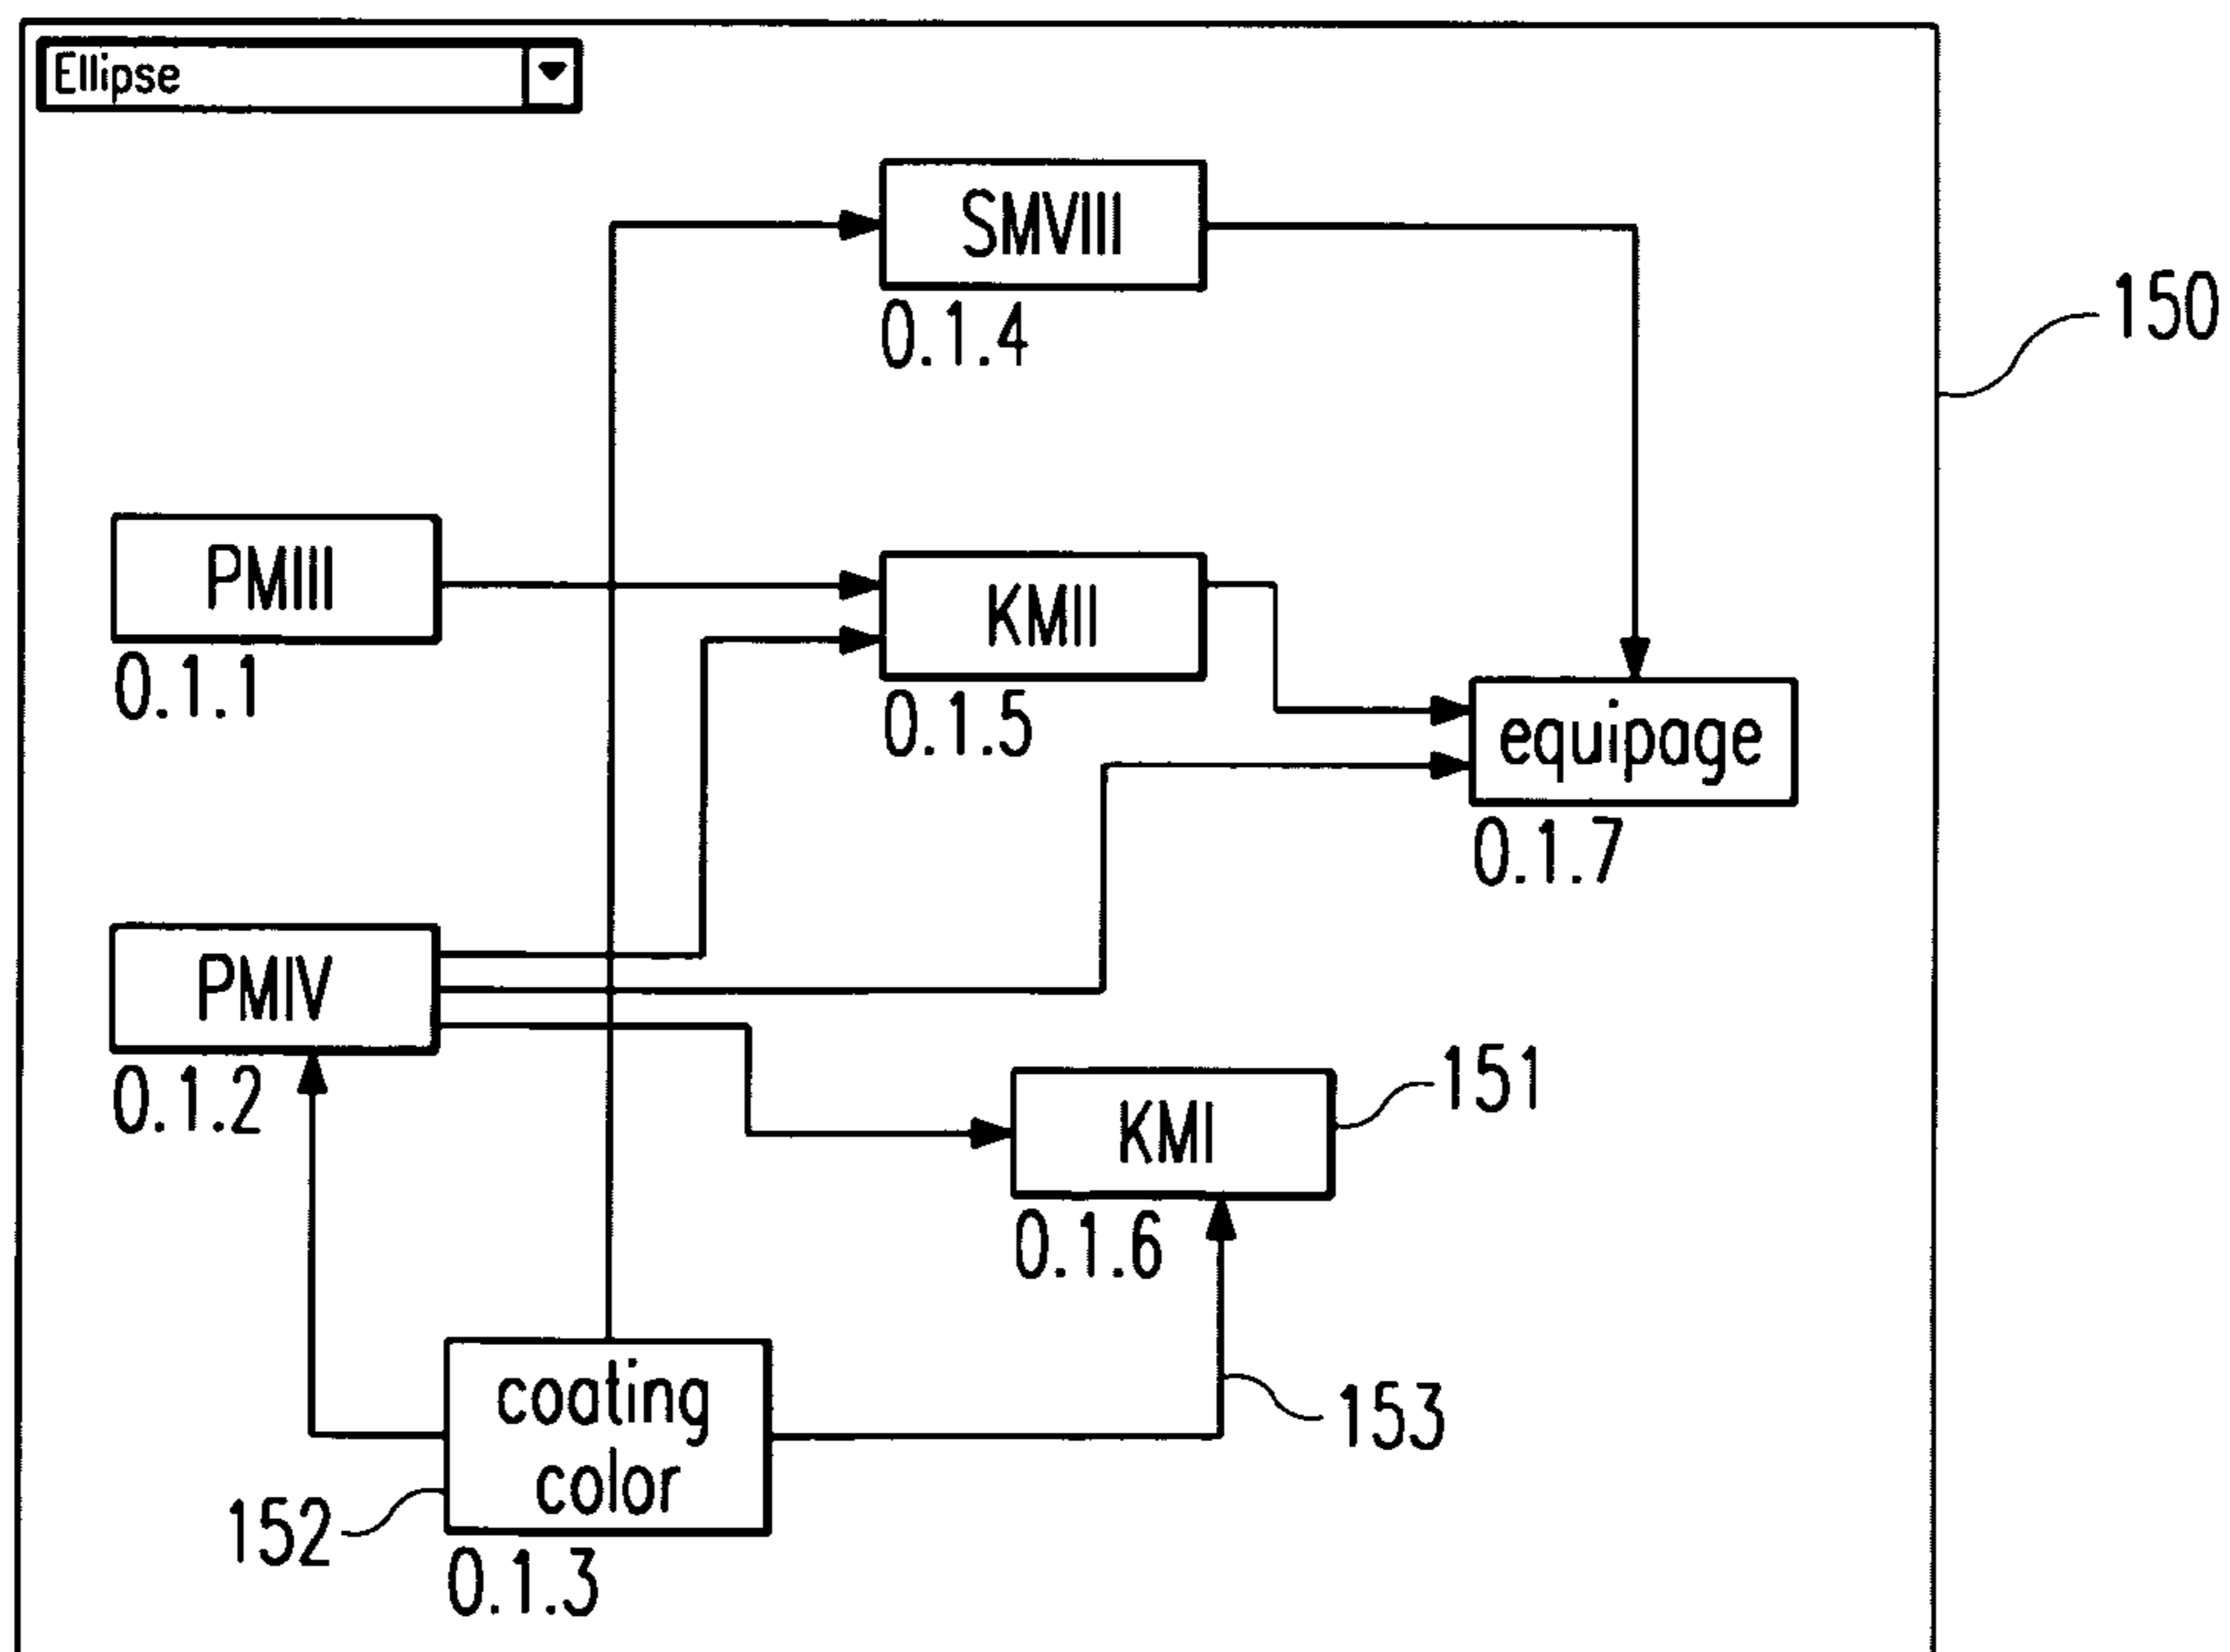 Ellipse
SMVIII
0.1.4
150
PMIII
0.1.1
KMII
0.1.5
equipage
0.1.7
PMIV
0.1.2
KMI
151
0.1.6
coating
color
153
152
0.1.3